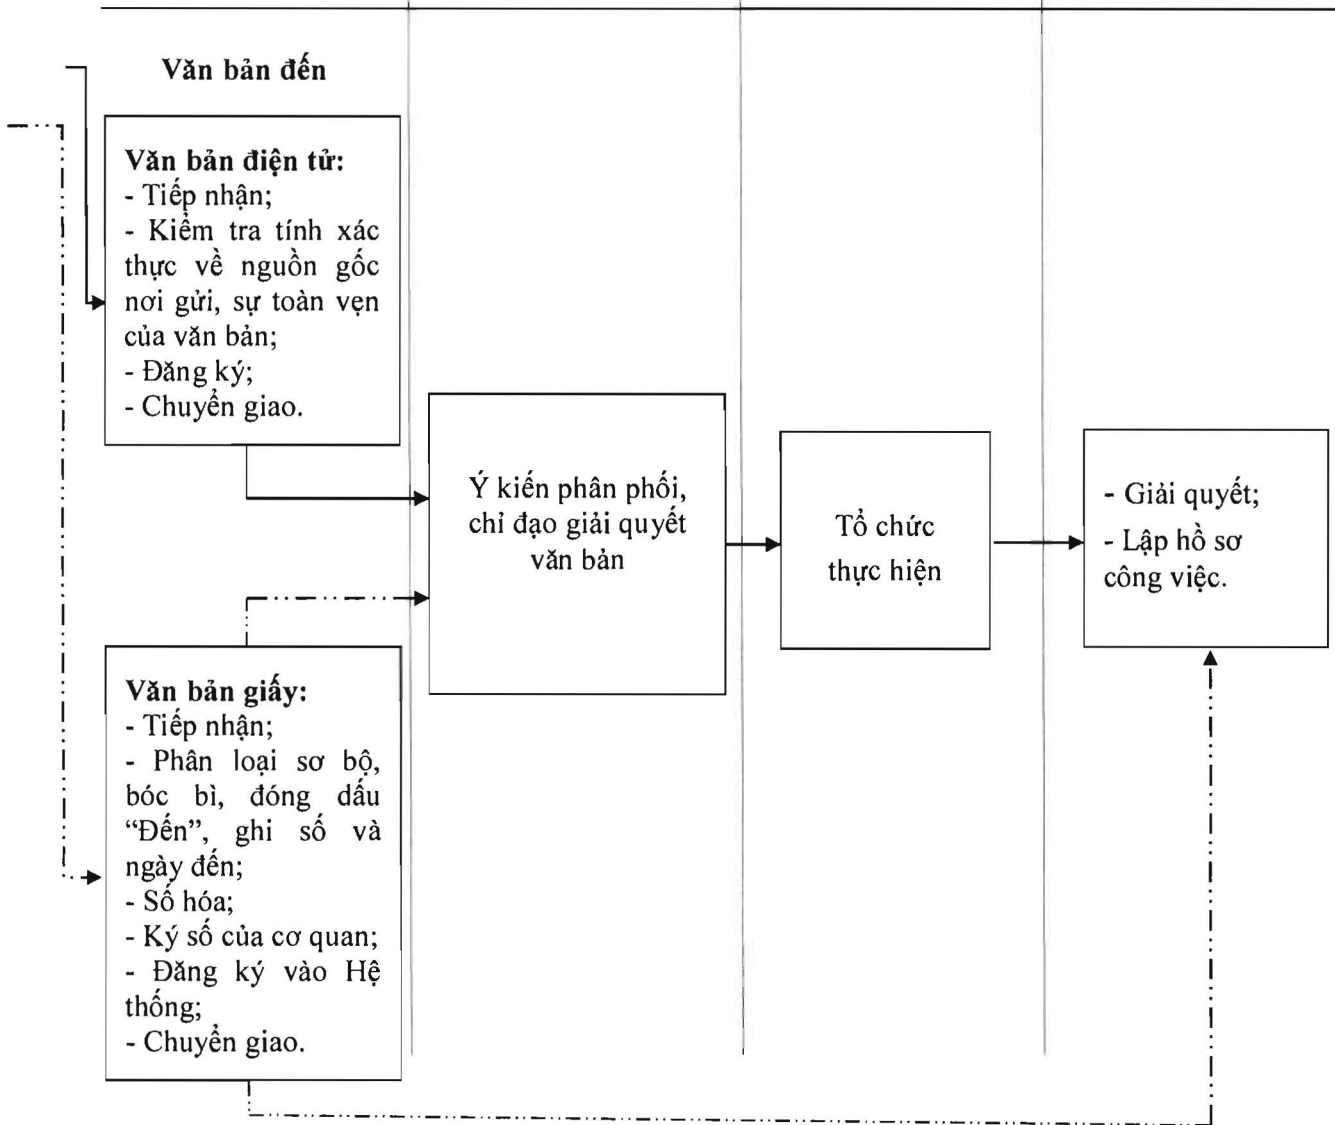 Văn bản đến
Văn bản điện tử:
- Tiếp nhận;
- Kiểm tra tính xác
thực về nguồn gốc
nơi gửi, sự toàn vẹn
của văn bản;
- Đăng ký;
- Chuyển giao.
Ý kiến phân phối,
chỉ đạo giải quyết
văn bản
Tổ chức
thực hiện
- Giải quyết;
- Lập hồ sơ
công việc.
Văn bản giấy:
- Tiếp nhận;
- Phân loại sơ bộ,
bóc bì, đóng dấu
“Đến”, ghi số và
ngày đến;
- Số hóa;
- Ký số của cơ quan;
- Đăng ký vào Hệ
thống;
- Chuyển giao.